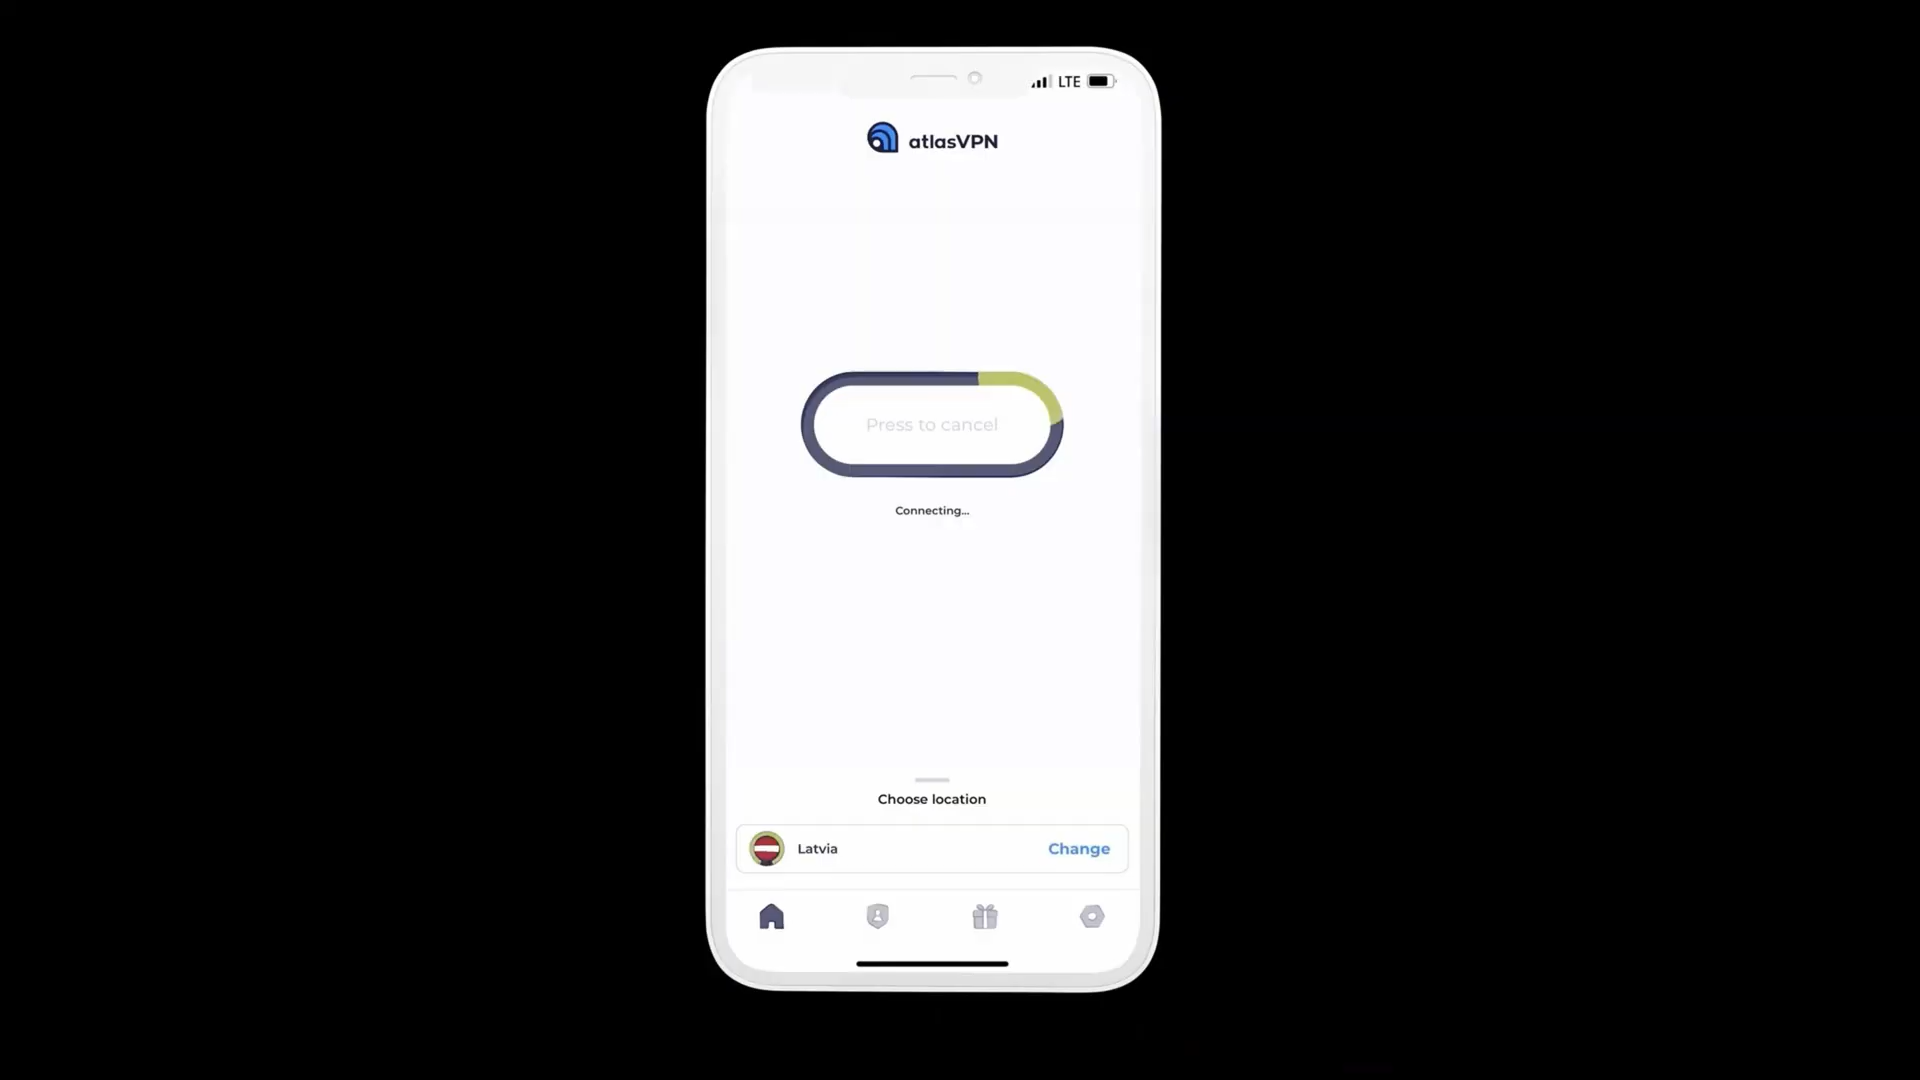 LTE
atlasVPN
Press to cancel
Connecting...
Choose location
Latvia
Change